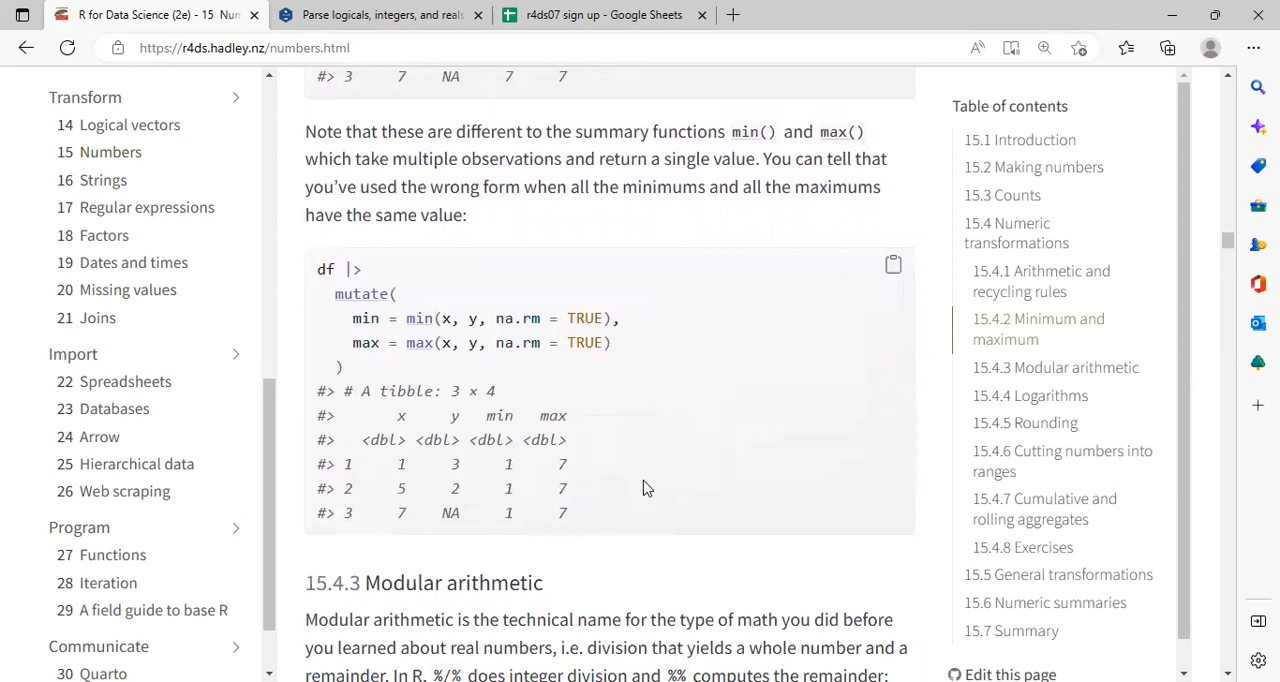 R for Data Science (2e) - 15 Num
Parse logicals, integers, and reals
r4ds07 sign up - Google Sheets
https://r4ds.hadley.nz/numbers.html
Transform
14 Logical vectors
15 Numbers
16 Strings
17 Regular expressions
18 Factors
19 Dates and times
20 Missing values
21 Joins
Import
22 Spreadsheets
23 Databases
24 Arrow
25 Hierarchical data
26 Web scraping
Program
27 Functions
28 Iteration
29 A field guide to base R
Communicate
30 Quarto
#> 3 7 NA 7 7
Note that these are different to the summary functions min() and max()
which take multiple observations and return a single value. You can tell that
you’ve used the wrong form when all the minimums and all the maximums
have the same value:
df |>
mutate(
min = min(x, y, na.rm = TRUE),
max = max(x, y, na.rm = TRUE)
)
#> # A tibble: 3 × 4
#> x y min max
#> <dbl> <dbl> <dbl> <dbl>
#> 1 1 3 1 7
#> 2 5 2 1 7
#> 3 7 NA 1 7
15.4.3 Modular arithmetic
Modular arithmetic is the technical name for the type of math you did before
you learned about real numbers, i.e. division that yields a whole number and a
remainder. In R, %/% does integer division and %% computes the remainder:
Table of contents
15.1 Introduction
15.2 Making numbers
15.3 Counts
15.4 Numeric
transformations
15.4.1 Arithmetic and
recycling rules
15.4.2 Minimum and
maximum
15.4.3 Modular arithmetic
15.4.4 Logarithms
15.4.5 Rounding
15.4.6 Cutting numbers into
ranges
15.4.7 Cumulative and
rolling aggregates
15.4.8 Exercises
15.5 General transformations
15.6 Numeric summaries
15.7 Summary
Edit this page